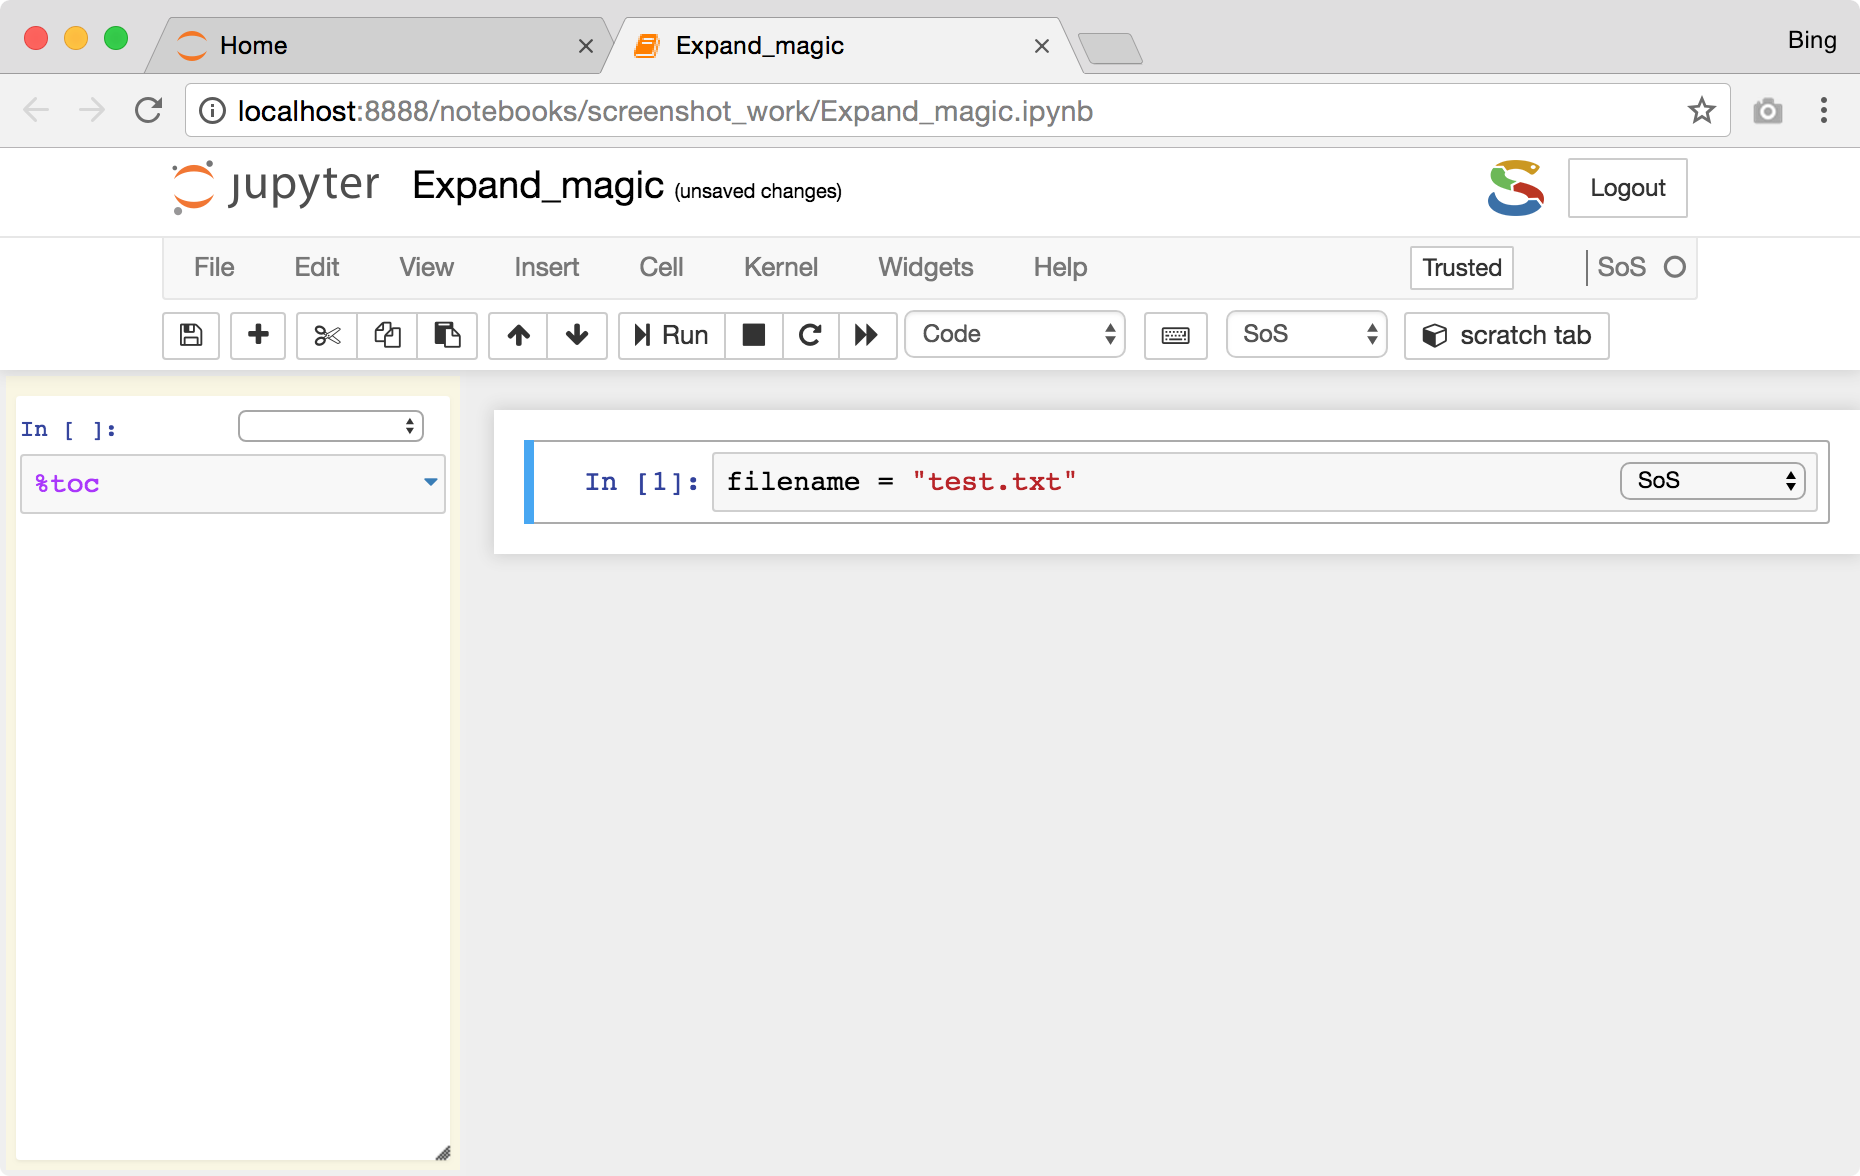 Home
Expand_magic
Bing
localhost:8888/notebooks/screenshot_work/Expand_magic.ipynb
jupyter Expand_magic (unsaved changes)
Logout
File Edit View Insert Cell Kernel Widgets Help Trusted SoS
Run Code SoS scratch tab
In [ ]:
%toc
In [1]: filename = "test.txt" SoS